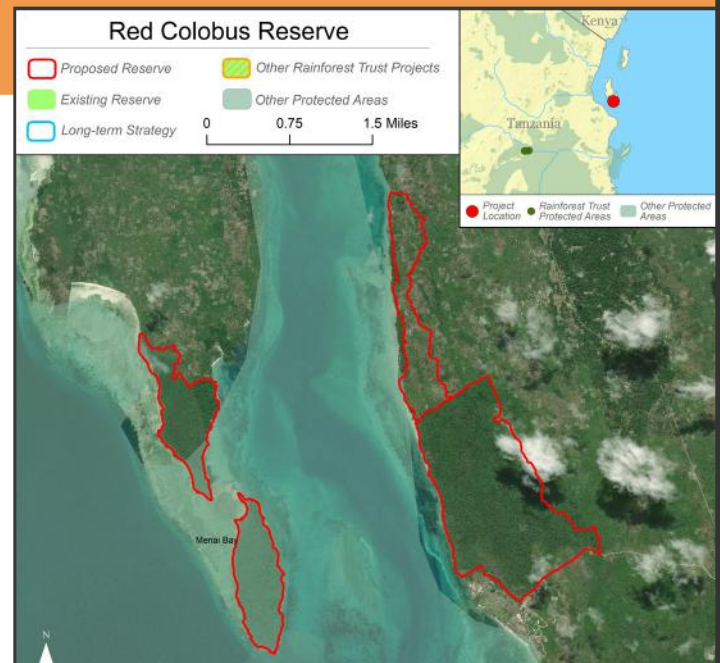 Red Colobus Reserve
Proposed Reserve
Other Rainforest Trust Projects
Existing Reserve
Other Protected Areas
Long-term Strategy
0 0.75 1.5 Miles
Kenya
Tanzania
Project Location
Rainforest Trust Protected Areas
Other Protected Areas
Menai Bay
N